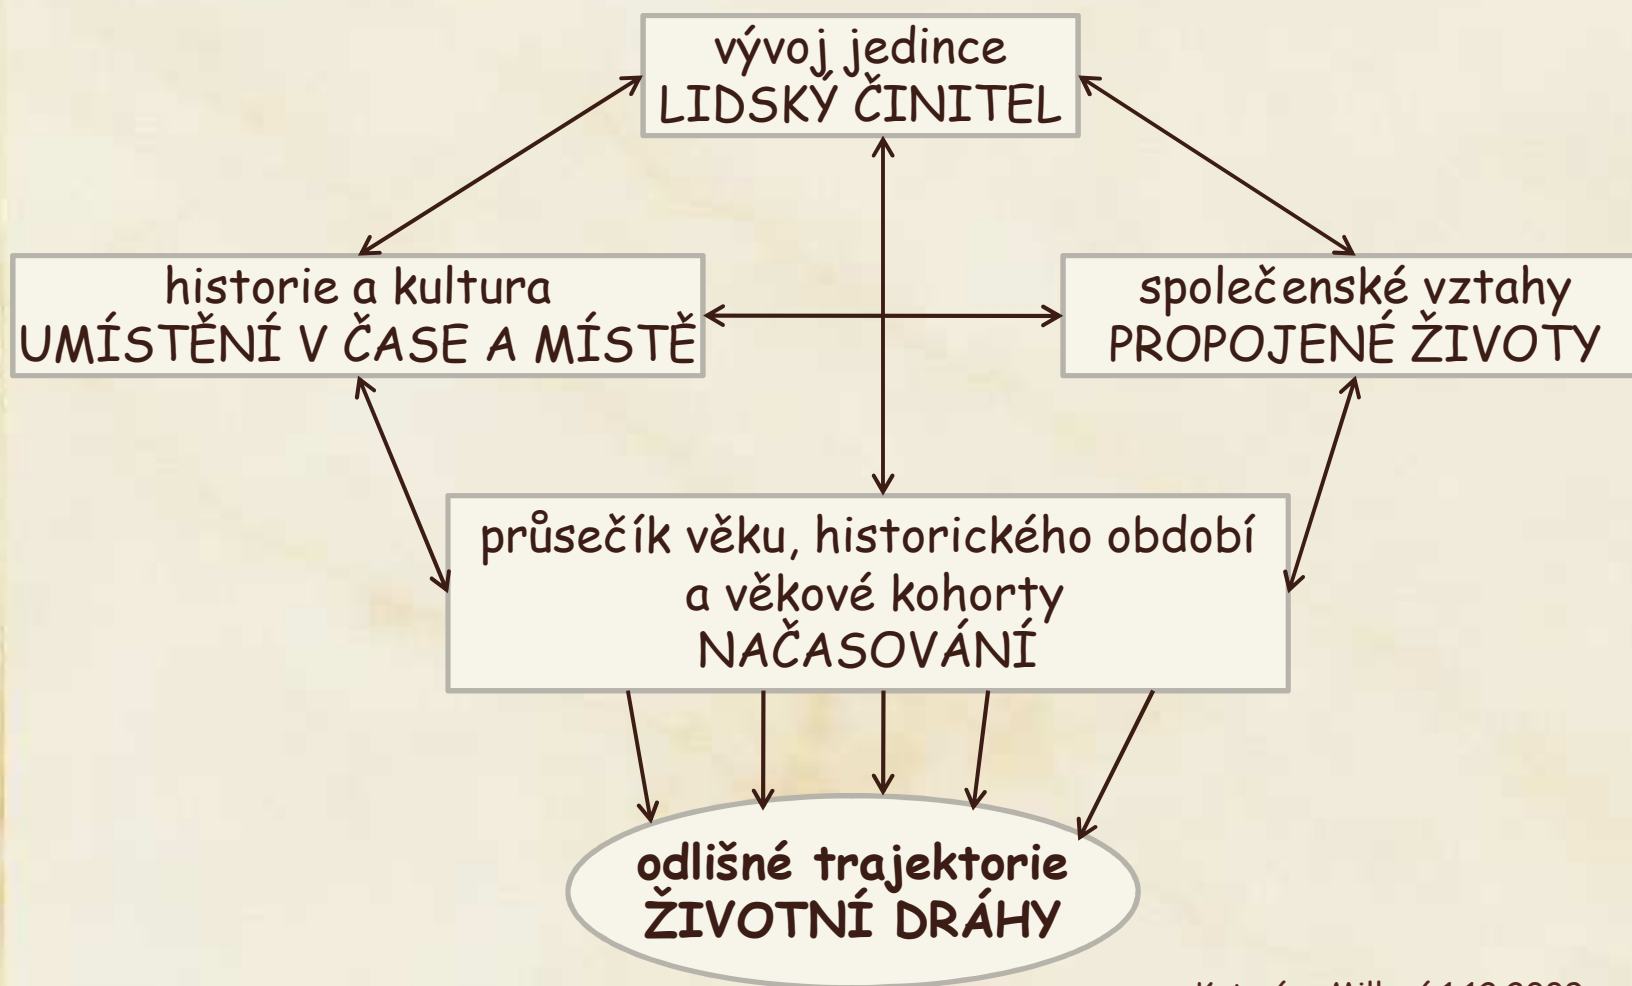 vývoj jedince
LIDSKÝ ČINITEL
historie a kultura
UMÍSTĚNÍ V ČASE A MÍSTĚ
společenské vztahy
PROPOJENÉ ŽIVOTY
průsečík věku, historického období
a věkové kohorty
NAČASOVÁNÍ
odlišné trajektorie
ŽIVOTNÍ DRÁHY